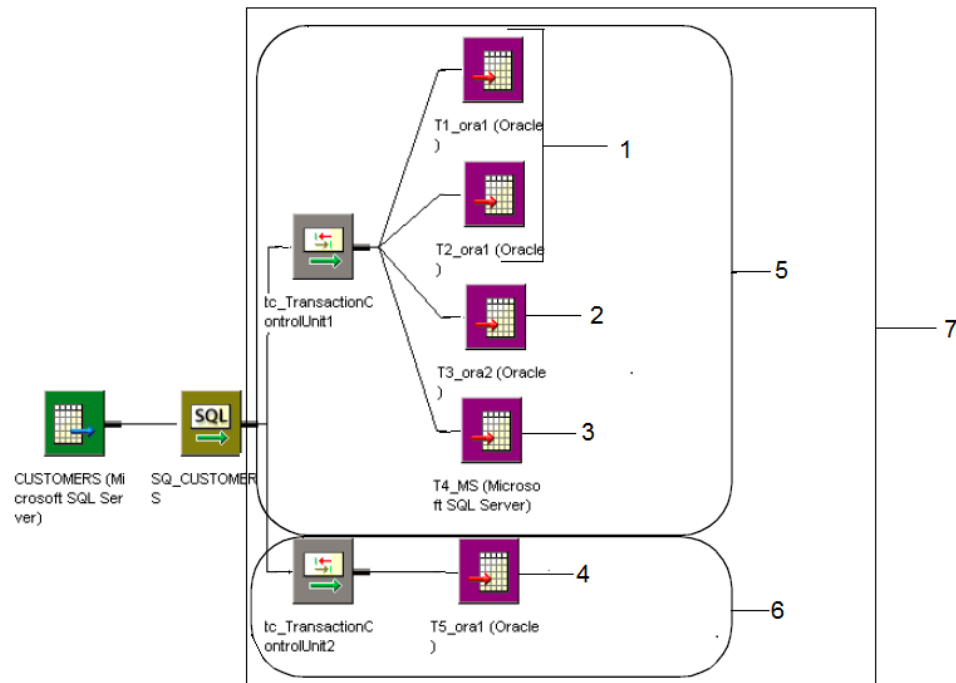 T1_ora1 (Oracle
)
1
T2_ora1 (Oracle
)
5
tc_TransactionC
ontrolUnit1
2
7
T3_ora2 (Oracle
)
SQL
3
CUSTOMERS (Mi
crosoft SQL Ser
ver)
SQ_CUSTOMER
S
T4_MS (Microso
ft SQL Server)
4
6
tc_TransactionC
ontrolUnit2
T5_ora1 (Oracle
)